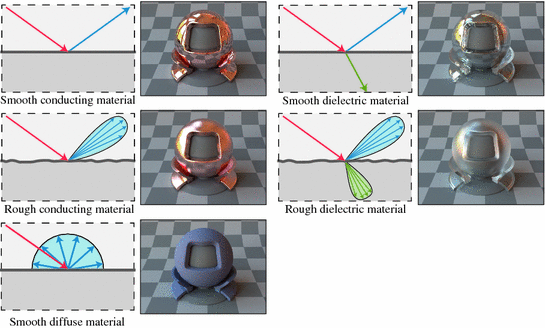 Smooth conducting material
Smooth dielectric material
Rough conducting material
Rough dielectric material
Smooth diffuse material